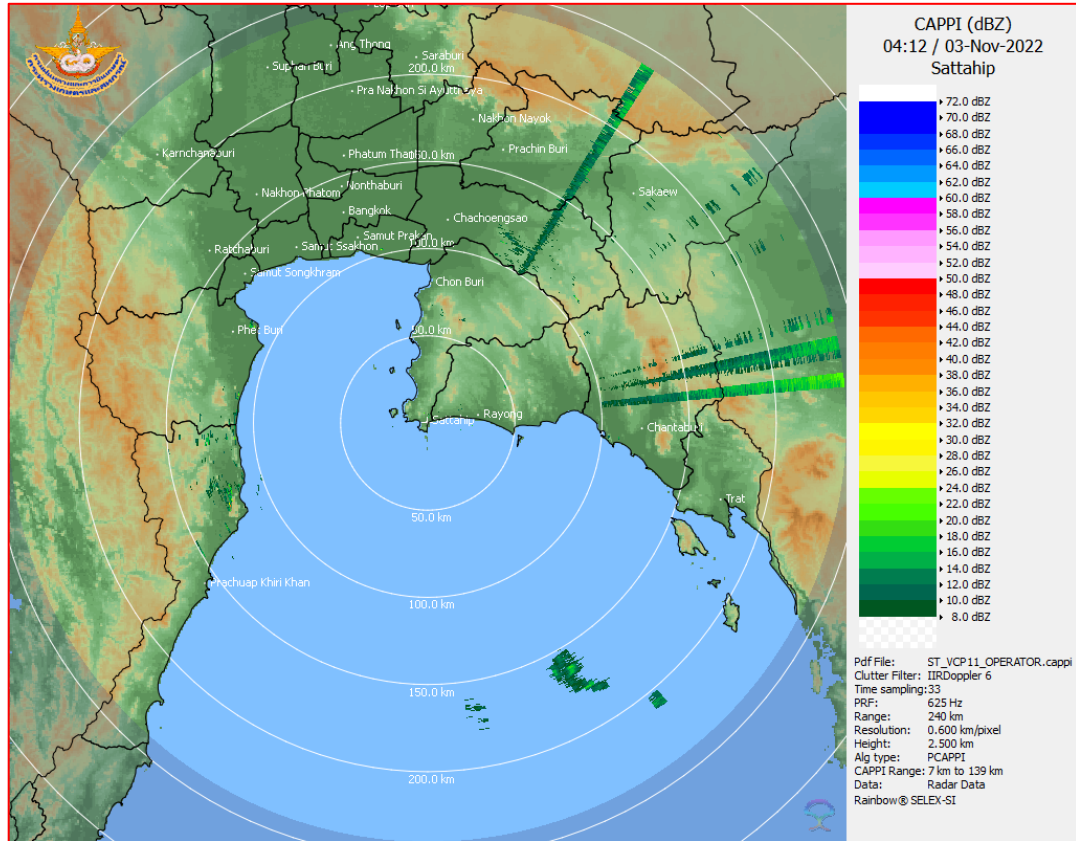 Ang Thong
Saraburi
Suphan Buri
200.0 km
Pra Nakhon Si Ayutthaya
Nakhon Nayok
Karnchanaburi
Phatum Thani
150.0 km
Prachin Buri
Nakhon Phatom
Nonthaburi
Sakaew
Bangkok
Chachoengsao
Ratchaburi
Samut Ssakhon
Samut Prakan
100.0 km
Samut Songkhram
Chon Buri
Phet Buri
50.0 km
Sattahip
Rayong
Chantaburi
Trat
50.0 km
Prachuap Khiri Khan
100.0 km
150.0 km
200.0 km
CAPPI (dBZ)
04:12 / 03-Nov-2022
Sattahip
72.0 dBZ
70.0 dBZ
68.0 dBZ
66.0 dBZ
64.0 dBZ
62.0 dBZ
60.0 dBZ
58.0 dBZ
56.0 dBZ
54.0 dBZ
52.0 dBZ
50.0 dBZ
48.0 dBZ
46.0 dBZ
44.0 dBZ
42.0 dBZ
40.0 dBZ
38.0 dBZ
36.0 dBZ
34.0 dBZ
32.0 dBZ
30.0 dBZ
28.0 dBZ
26.0 dBZ
24.0 dBZ
22.0 dBZ
20.0 dBZ
18.0 dBZ
16.0 dBZ
14.0 dBZ
12.0 dBZ
10.0 dBZ
8.0 dBZ
Pdf File: ST_VCP11_OPERATOR.cappi
Clutter Filter: IIRDoppler 6
Time sampling:33
PRF: 625 Hz
Range: 240 km
Resolution: 0.600 km/pixel
Height: 2.500 km
Alg type: PCAPPI
CAPPI Range: 7 km to 139 km
Data: Radar Data
Rainbow® SELEX-SI